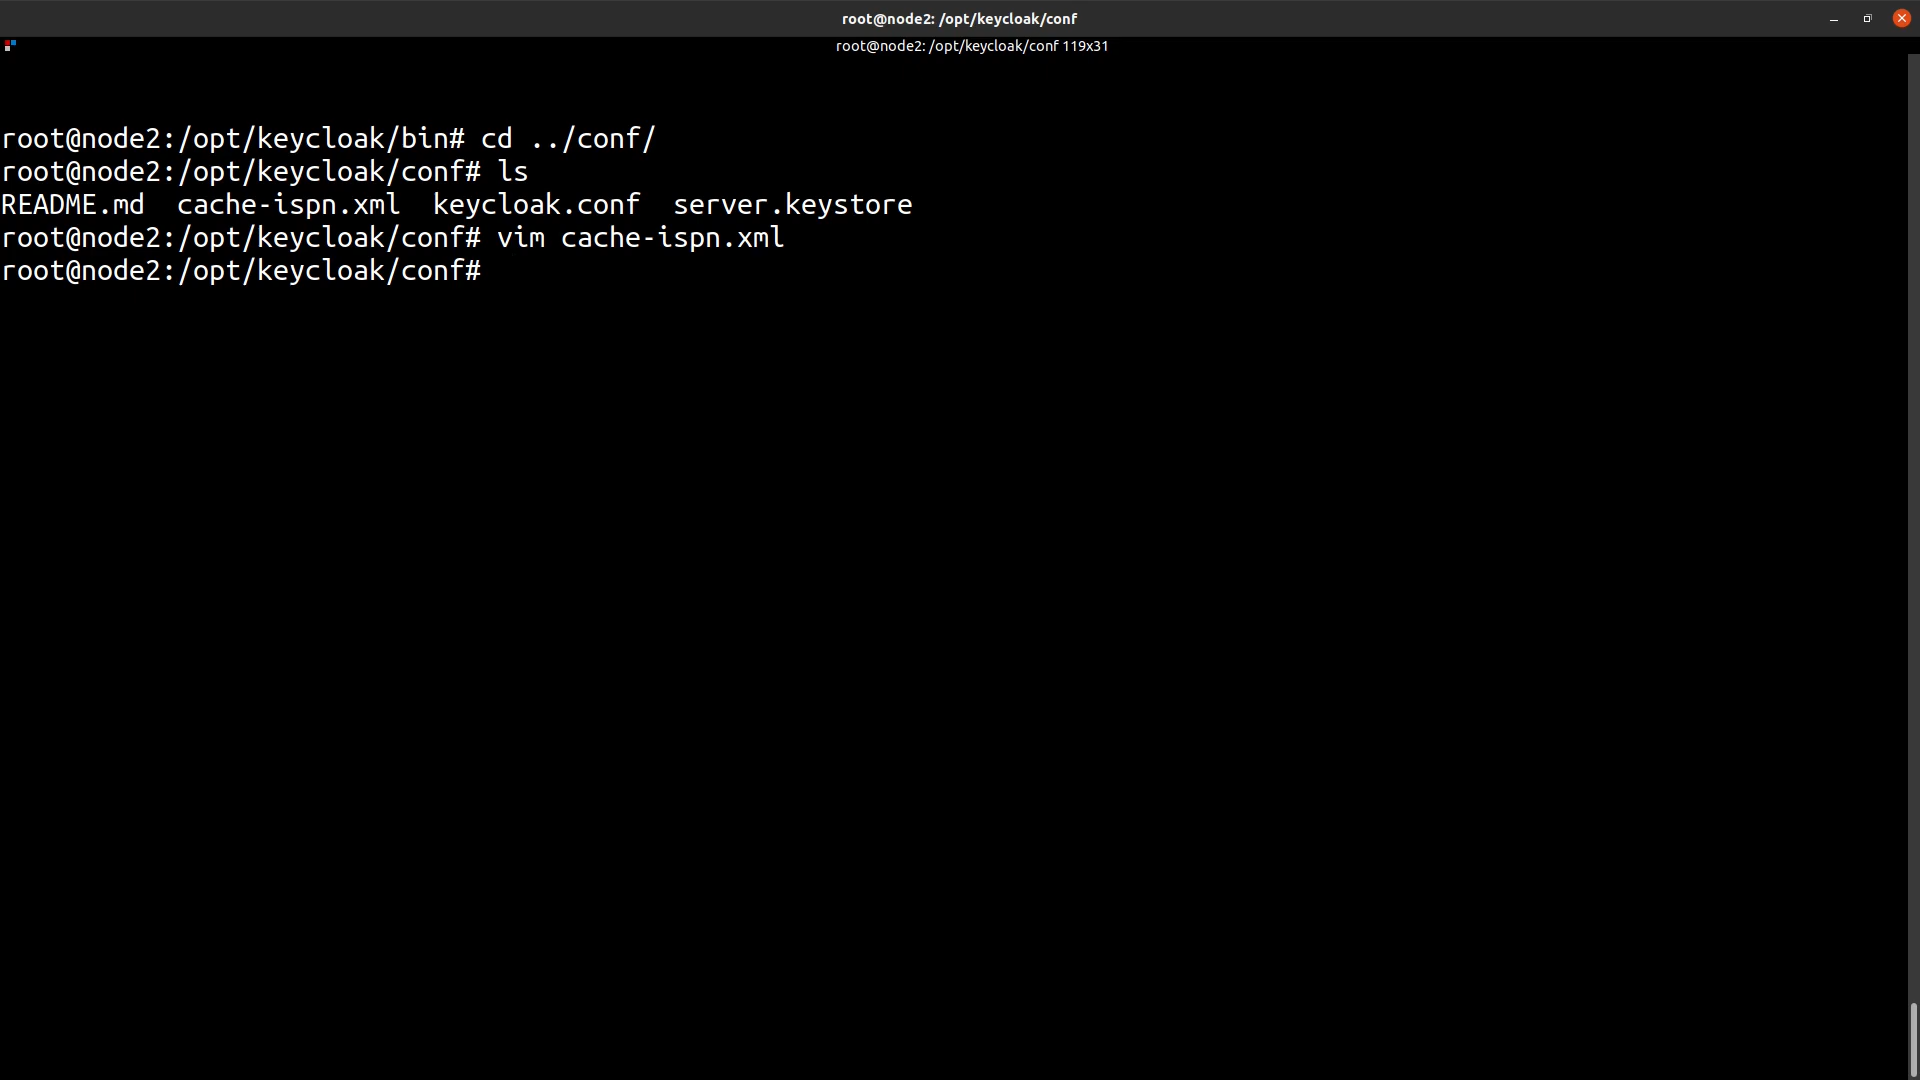 root@node2: /opt/keycloak/conf
root@node2: /opt/keycloak/conf 119x31
root@node2:/opt/keycloak/bin# cd ../conf/
root@node2:/opt/keycloak/conf# ls
README.md  cache-ispn.xml  keycloak.conf  server.keystore
root@node2:/opt/keycloak/conf# vim cache-ispn.xml
root@node2:/opt/keycloak/conf#